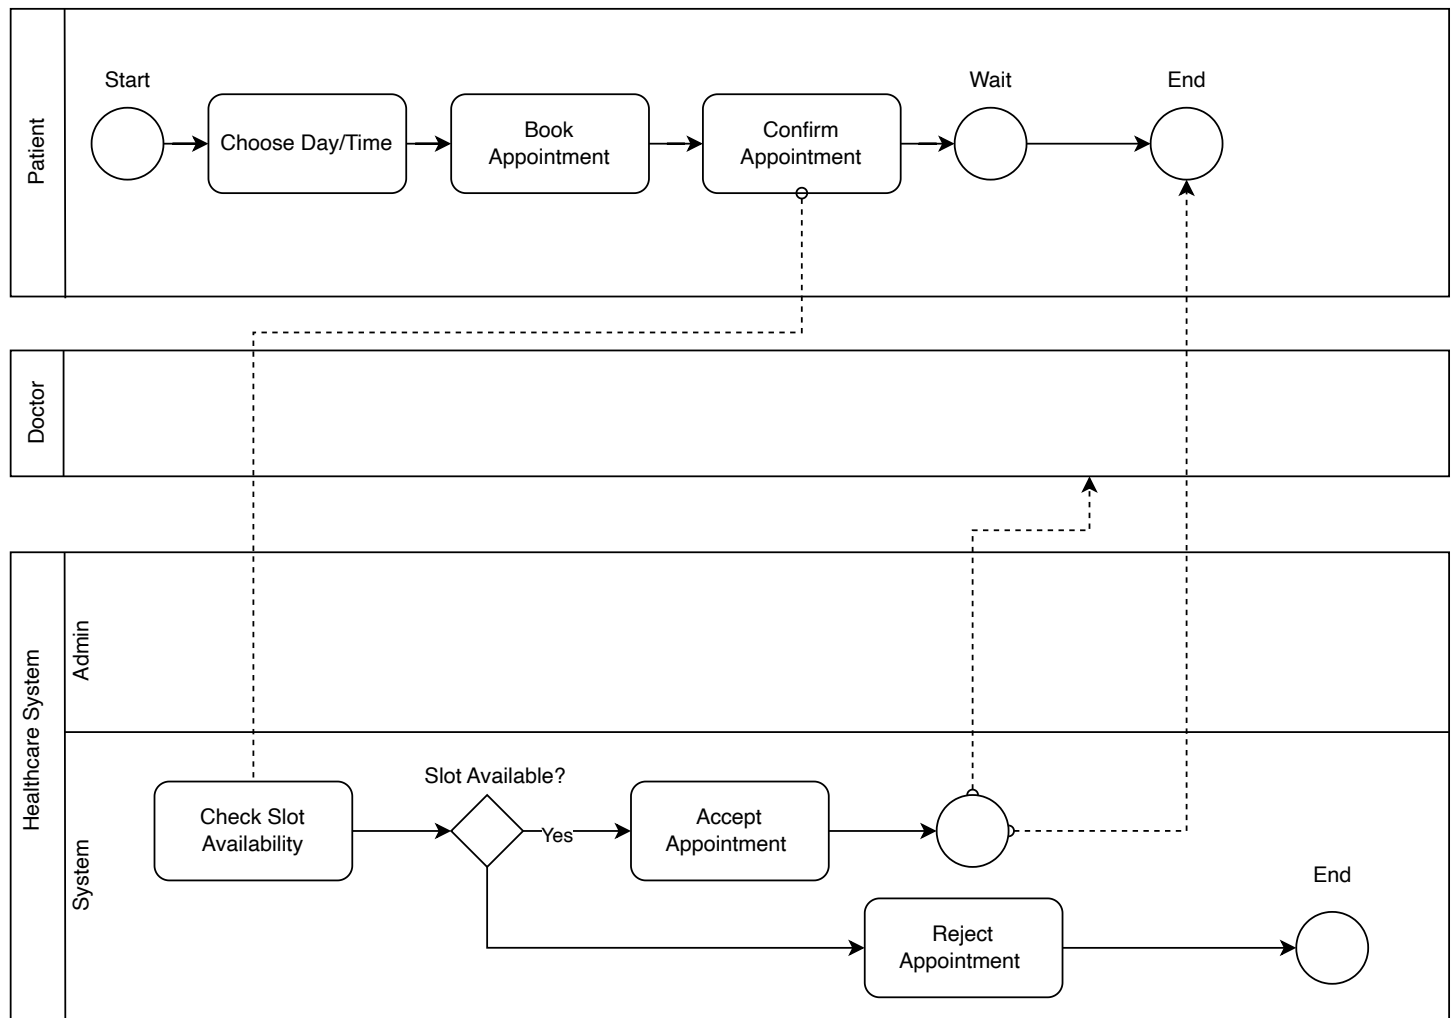 Patient
Start
Choose Day/Time
Book
Appointment
Confirm
Appointment
Wait
End
Doctor
Healthcare System
Admin
System
Check Slot
Availability
Slot Available?
Yes
Accept
Appointment
Reject
Appointment
End